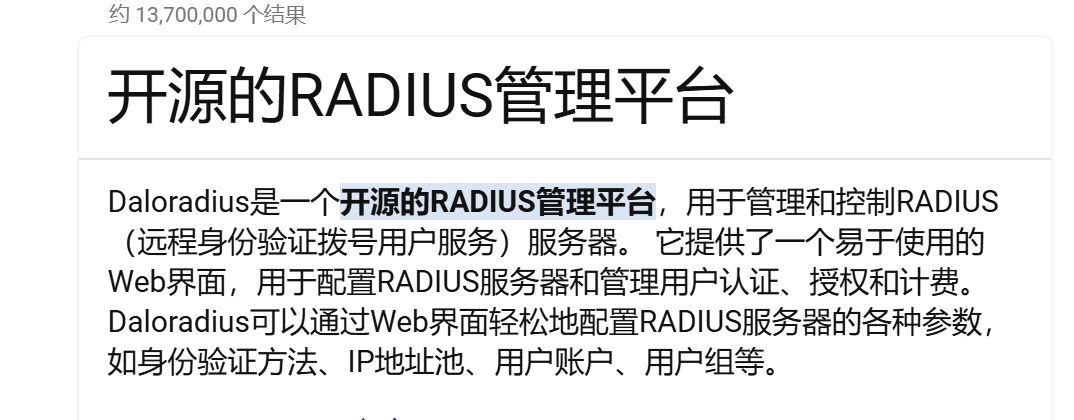 约 13,700,000 个结果
开源的RADIUS管理平台
Daloradius是一个开源的RADIUS管理平台，用于管理和控制RADIUS
（远程身份验证拨号用户服务）服务器。 它提供了一个易于使用的
Web界面，用于配置RADIUS服务器和管理用户认证、授权和计费。
Daloradius可以通过Web界面轻松地配置RADIUS服务器的各种参数，
如身份验证方法、IP地址池、用户账户、用户组等。